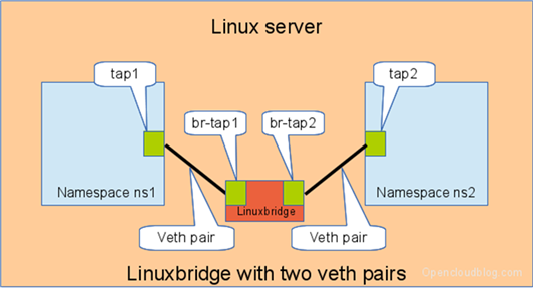 Linux server
tap1
tap2
br-tap1
br-tap2
Namespace ns1
Namespace ns2
Linuxbridge
Veth pair
Veth pair
Linuxbridge with two veth pairs
Opencloudblog.com